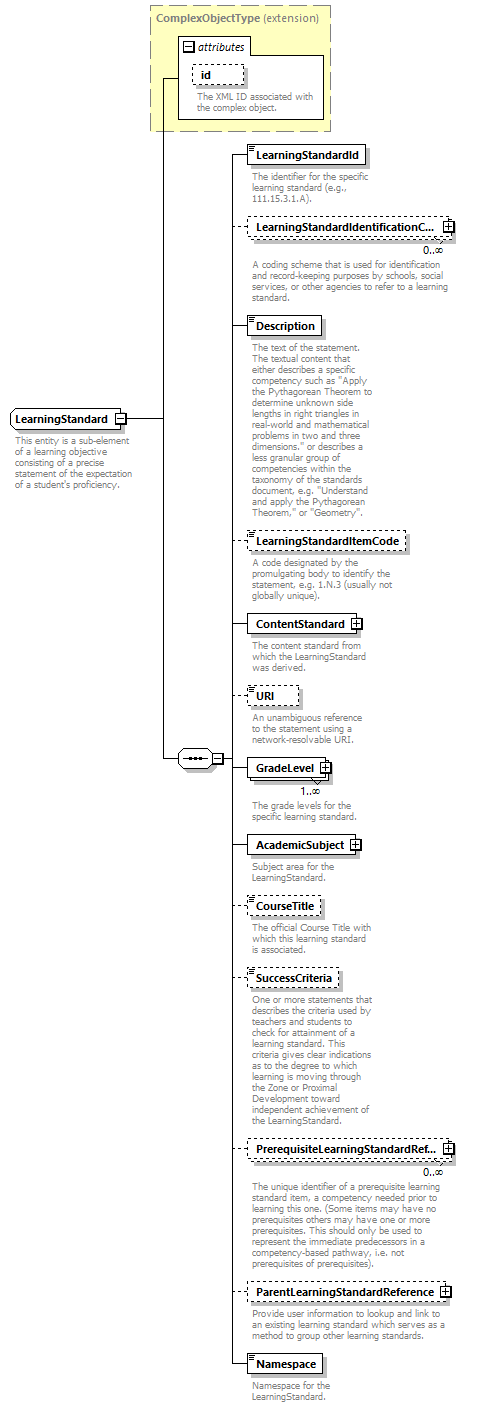 ComplexObjectType (extension)
attributes
id
The XML ID associated with
the complex object.
LearningStandardId
The identifier for the specific
learning standard (e.g.,
111.15.3.1.A).
LearningStandardIdentificationC...
0..∞
A coding scheme that is used for identification
and record-keeping purposes by schools, social
services, or other agencies to refer to a learning
standard.
Description
The text of the statement.
The textual content that
either describes a specific
competency such as "Apply
the Pythagorean Theorem to
determine unknown side
lengths in right triangles in
real-world and mathematical
problems in two and three
dimensions." or describes a
less granular group of
competencies within the
taxonomy of the standards
document, e.g. "Understand
and apply the Pythagorean
Theorem," or "Geometry".
LearningStandard
This entity is a sub-element
of a learning objective
consisting of a precise
statement of the expectation
of a student's proficiency.
LearningStandardItemCode
A code designated by the
promulgating body to identify the
statement, e.g. 1.N.3 (usually not
globally unique).
ContentStandard
The content standard from
which the LearningStandard
was derived.
URI
An unambiguous reference
to the statement using a
network-resolvable URI.
GradeLevel
1..∞
The grade levels for the
specific learning standard.
AcademicSubject
Subject area for the
LearningStandard.
CourseTitle
The official Course Title with
which this learning standard
is associated.
SuccessCriteria
One or more statements that
describes the criteria used by
teachers and students to
check for attainment of a
learning standard. This
criteria gives clear indications
as to the degree to which
learning is moving through
the Zone or Proximal
Development toward
independent achievement of
the LearningStandard.
PrerequisiteLearningStandardRef...
0..∞
The unique identifier of a prerequisite learning
standard item, a competency needed prior to
learning this one. (Some items may have no
prerequisites others may have one or more
prerequisites. This should only be used to
represent the immediate predecessors in a
competency-based pathway, i.e. not
prerequisites of prerequisites).
ParentLearningStandardReference
Provide user information to lookup and link to
an existing learning standard which serves as a
method to group other learning standards.
Namespace
Namespace for the
LearningStandard.